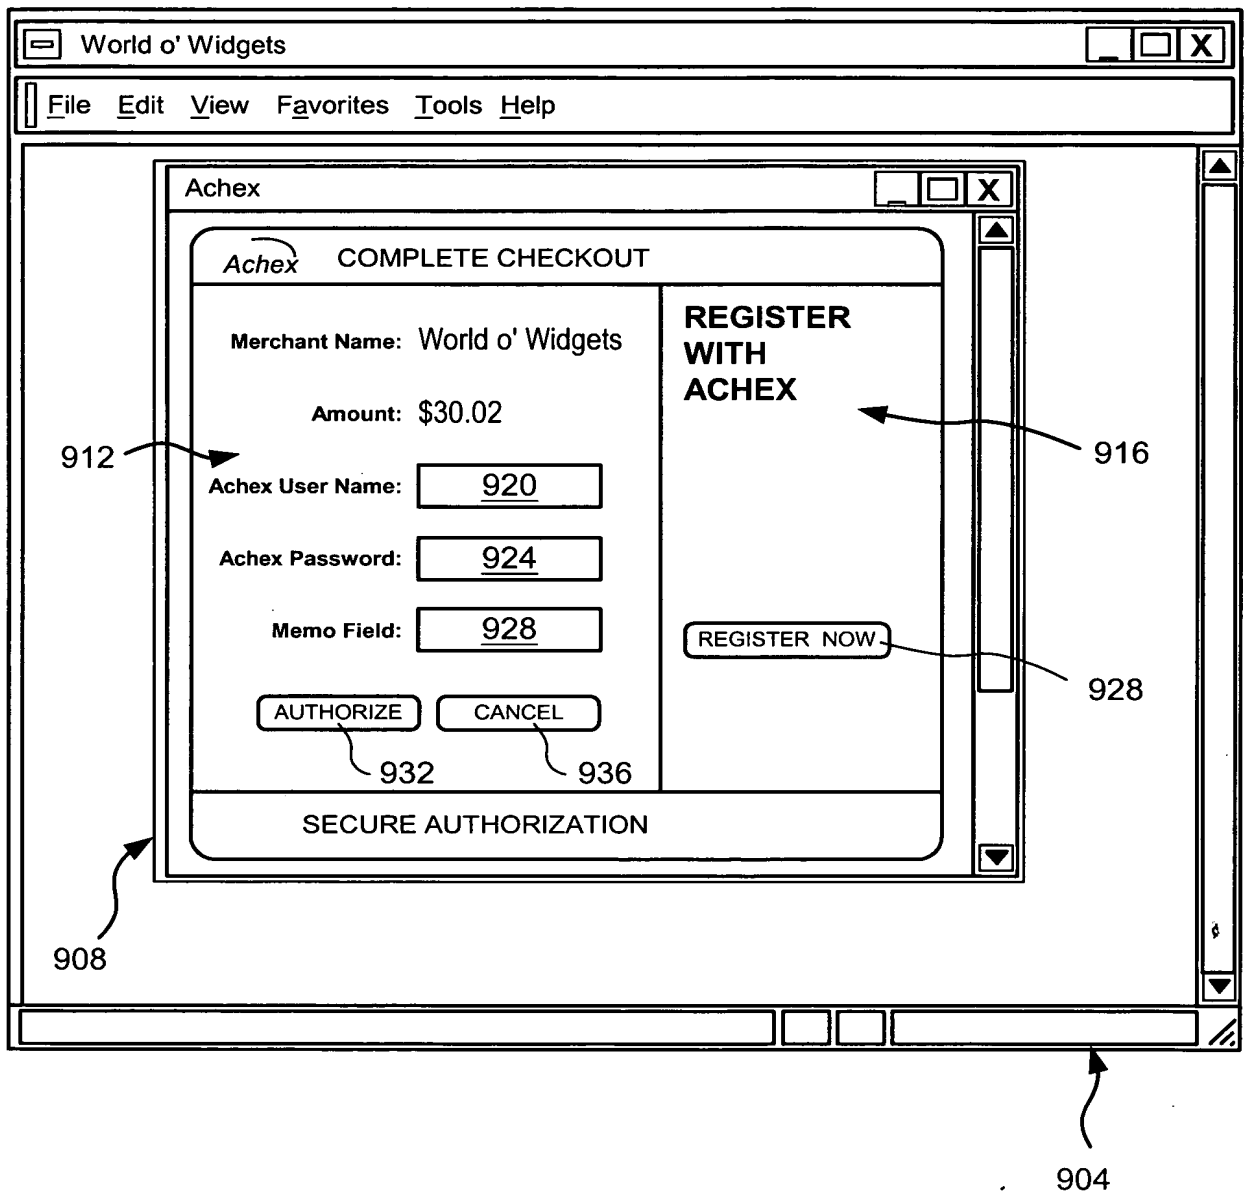 World o' Widgets X
File Edit View Favorites Tools Help
Achex X
Achex COMPLETE CHECKOUT
Merchant Name: World o' Widgets
Amount: $30.02
912
Achex User Name: 920
Achex Password: 924
Memo Field: 928
AUTHORIZE CANCEL
932 936
REGISTER
WITH
ACHEX
916
REGISTER NOW
928
SECURE AUTHORIZATION
908
904